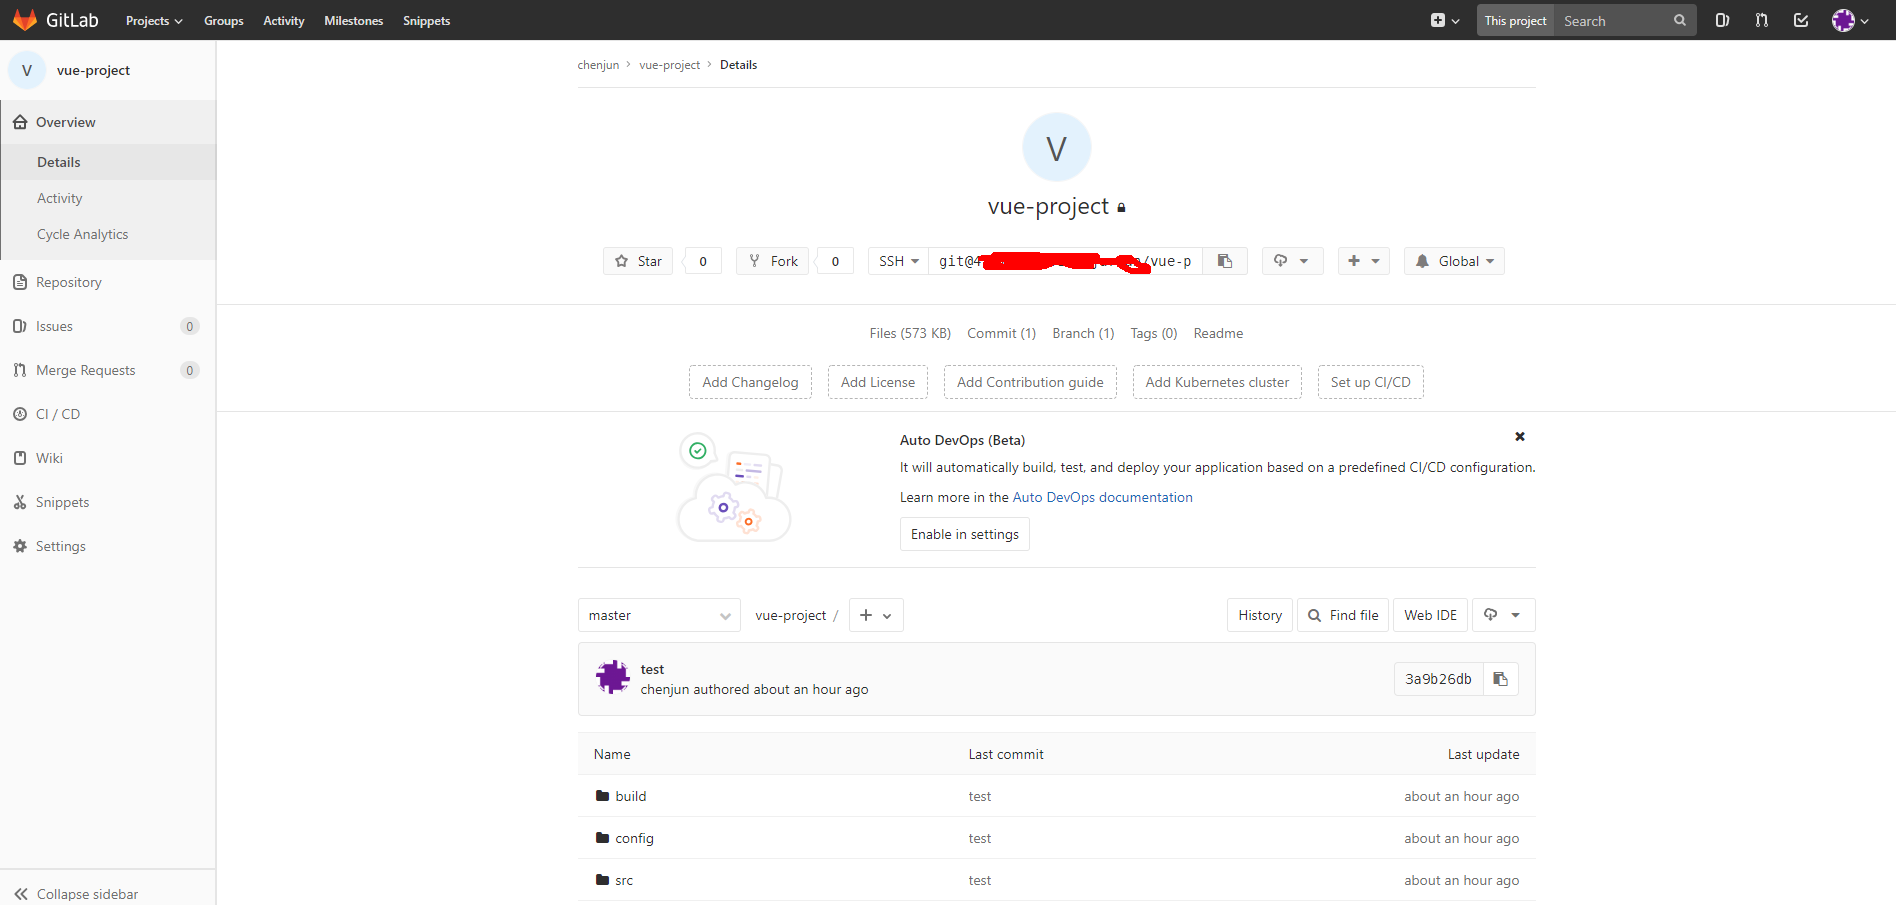 GitLab Projects Groups Activity Milestones Snippets This project Search
V vue-project
Overview
Details
Activity
Cycle Analytics
Repository
Issues 0
Merge Requests 0
CI / CD
Wiki
Snippets
Settings
Collapse sidebar
chenjun › vue-project › Details
V
vue-project
Star 0 Fork 0 SSH git@4 /vue-p Global
Files (573 KB) Commit (1) Branch (1) Tags (0) Readme
Add Changelog Add License Add Contribution guide Add Kubernetes cluster Set up CI/CD
Auto DevOps (Beta)
It will automatically build, test, and deploy your application based on a predefined CI/CD configuration.
Learn more in the Auto DevOps documentation
Enable in settings
master vue-project / History Find file Web IDE
test
chenjun authored about an hour ago
3a9b26db
Name Last commit Last update
build test about an hour ago
config test about an hour ago
src test about an hour ago